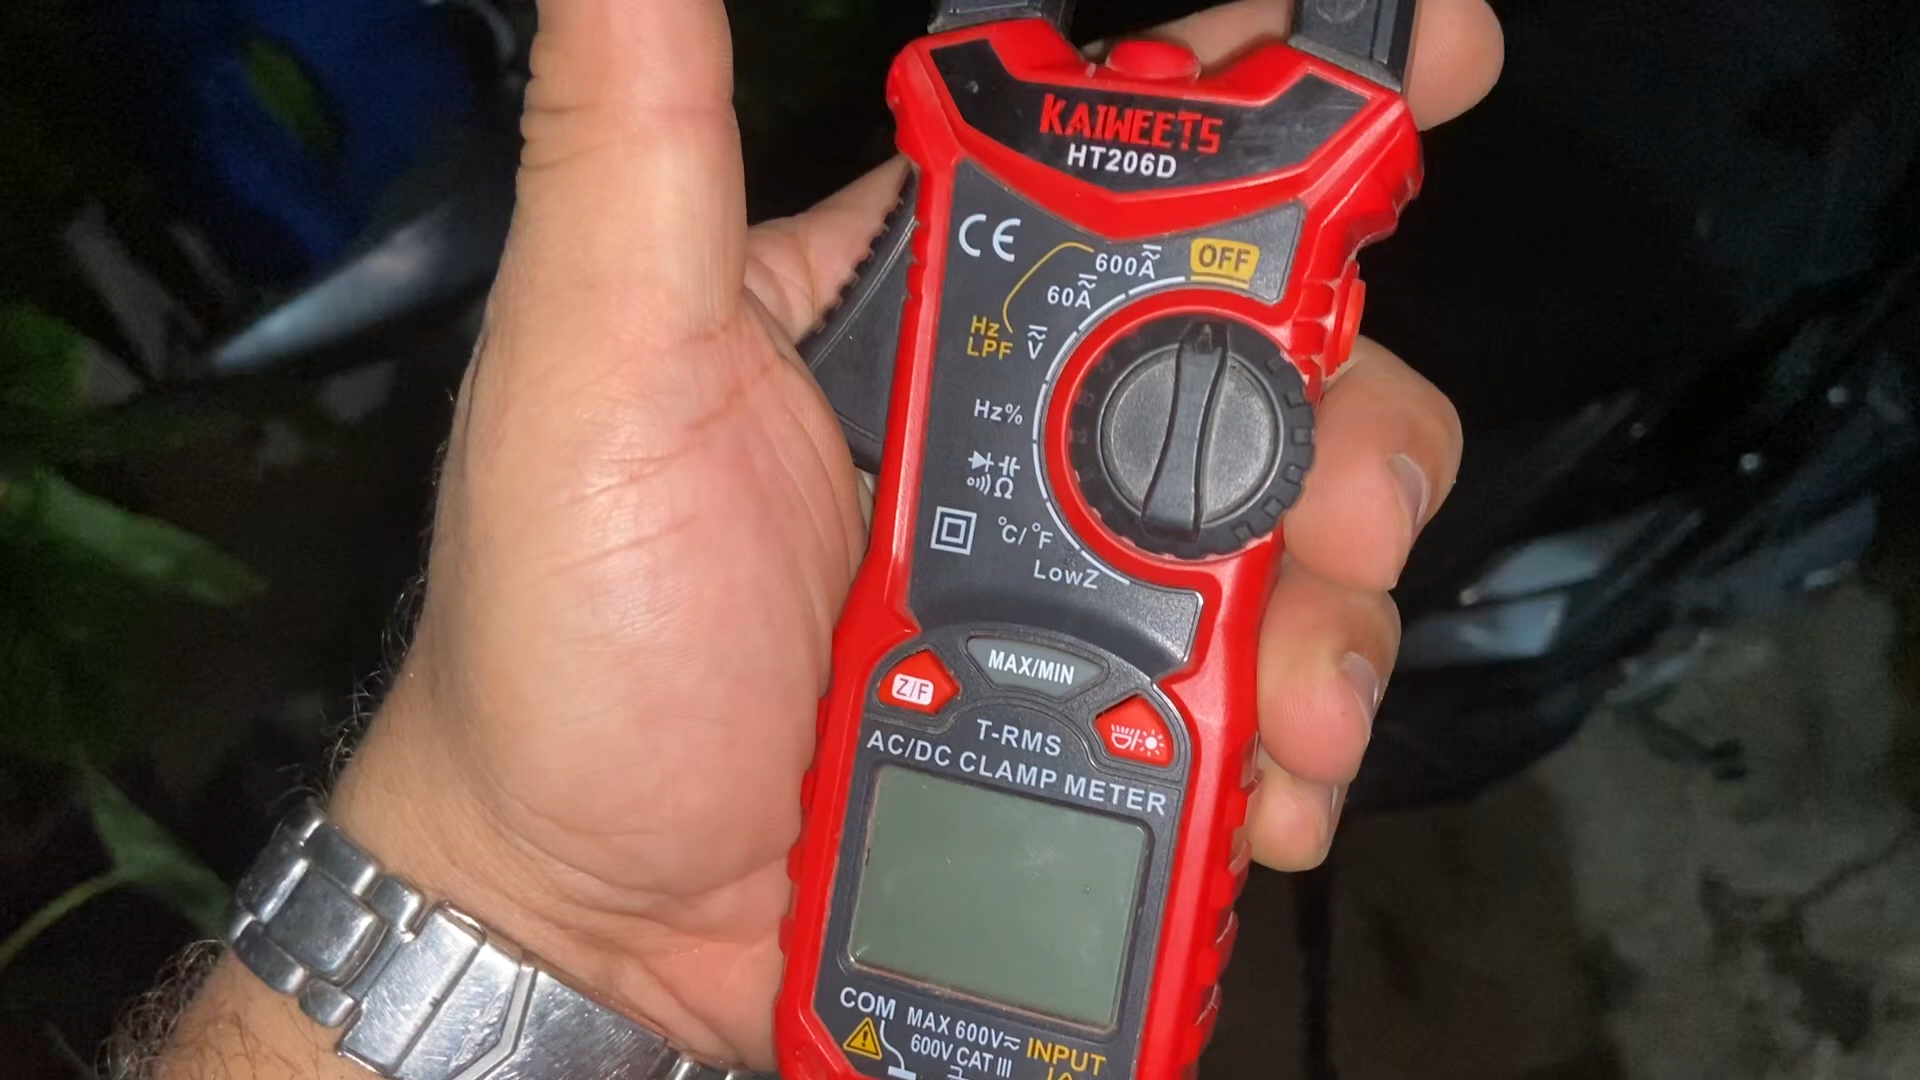 KAIWEETS
HT206D
CE
600A
OFF
60A
Hz
LPF
V
Hz%
Ω
°C/°F
LowZ
MAX/MIN
Z/F
T-RMS
AC/DC CLAMP METER
COM
MAX 600V
600V CAT III
INPUT